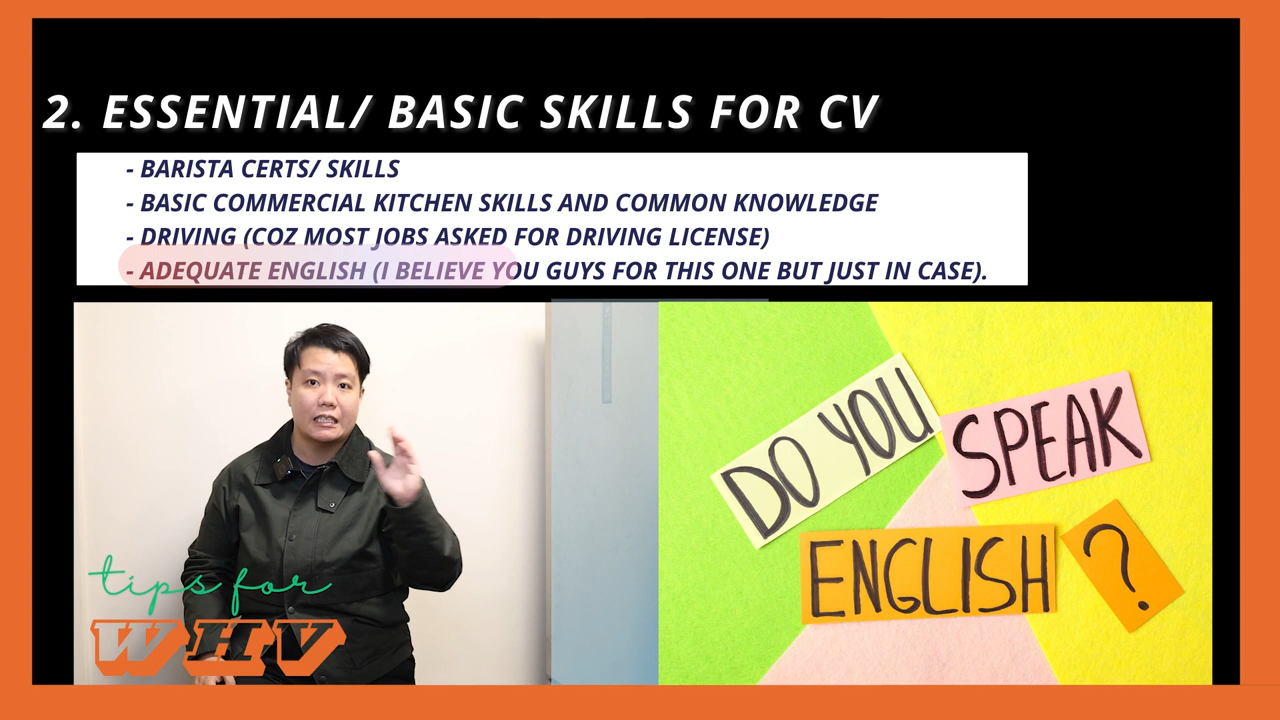 2. ESSENTIAL/ BASIC SKILLS FOR CV
- BARISTA CERTS/ SKILLS
- BASIC COMMERCIAL KITCHEN SKILLS AND COMMON KNOWLEDGE
- DRIVING (COZ MOST JOBS ASKED FOR DRIVING LICENSE)
- ADEQUATE ENGLISH (I BELIEVE YOU GUYS FOR THIS ONE BUT JUST IN CASE).
DO YOU
SPEAK
ENGLISH
?
tips for
WHV